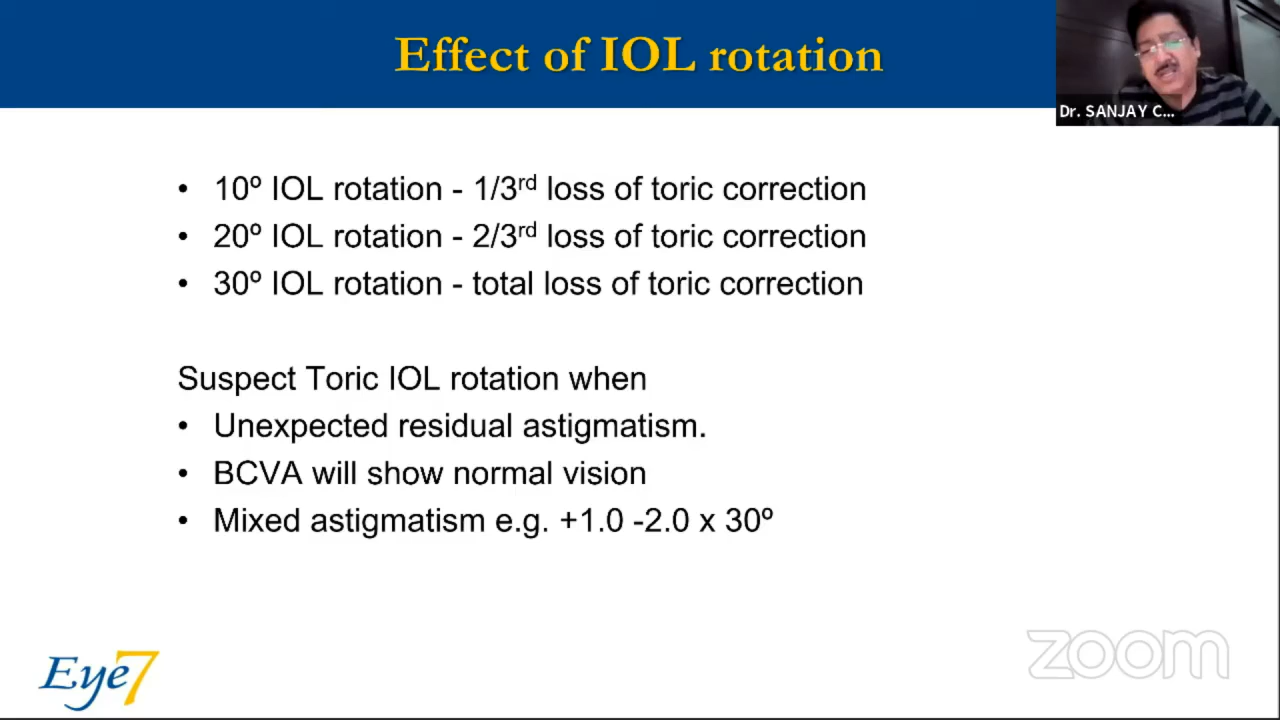 Effect of IOL rotation
Dr. SANJAY C...
• 10º IOL rotation - 1/3rd loss of toric correction
• 20º IOL rotation - 2/3rd loss of toric correction
• 30º IOL rotation - total loss of toric correction
Suspect Toric IOL rotation when
• Unexpected residual astigmatism.
• BCVA will show normal vision
• Mixed astigmatism e.g. +1.0 -2.0 x 30º
Eye7
zoom